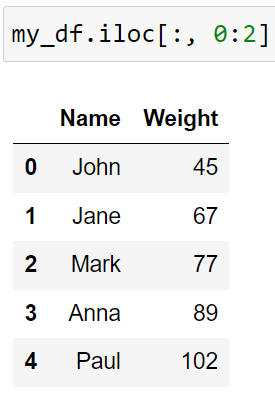 my_df.iloc[:, 0:2]
Name Weight
0 John 45
1 Jane 67
2 Mark 77
3 Anna 89
4 Paul 102